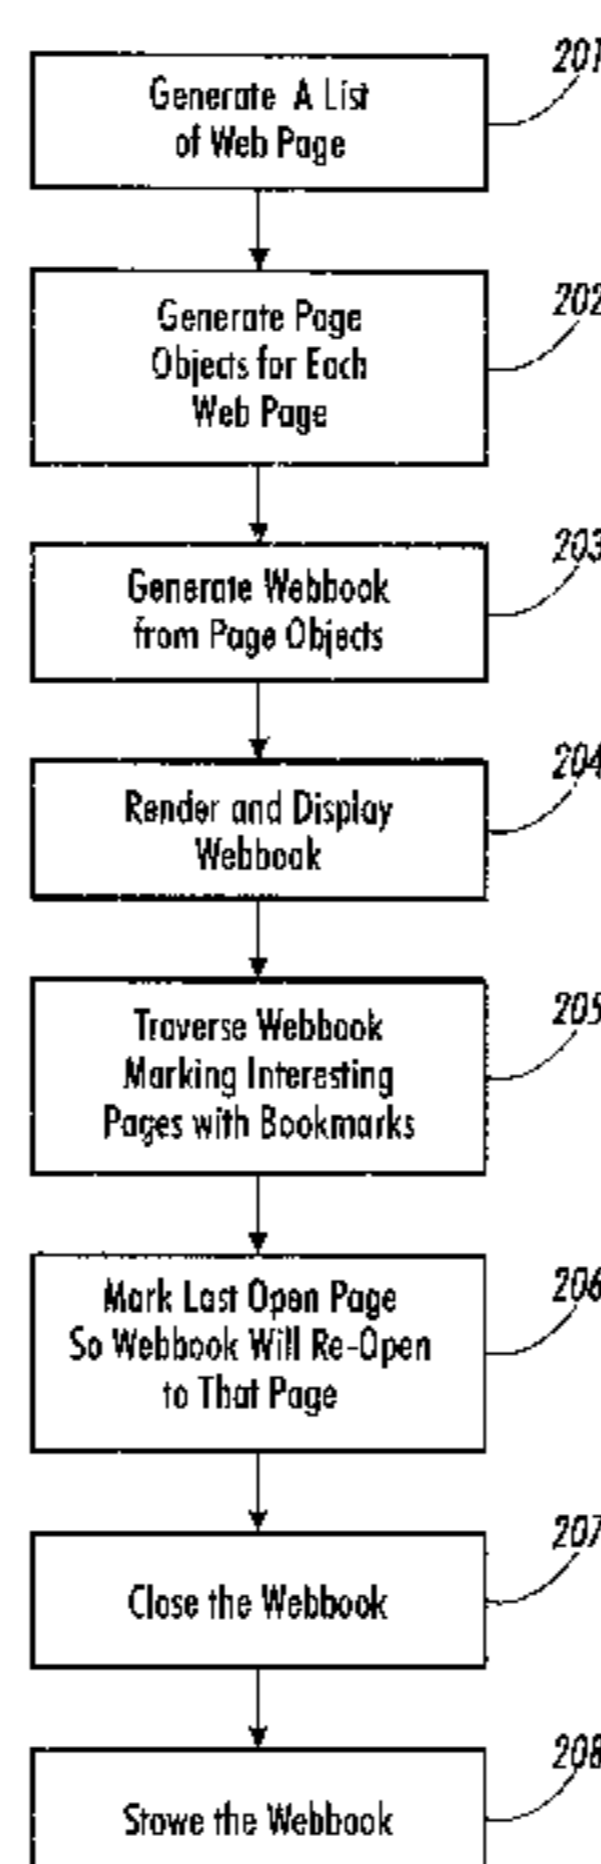 201
Generate A List
of Web Page
202
Generate Page
Objects for Each
Web Page
203
Generate Webbook
from Page Objects
204
Render and Display
Webbook
205
Traverse Webbook
Marking Interesting
Pages with Bookmarks
206
Mark Last Open Page
So Webbook Will Re-Open
to That Page
207
Close the Webbook
208
Stowe the Webbook